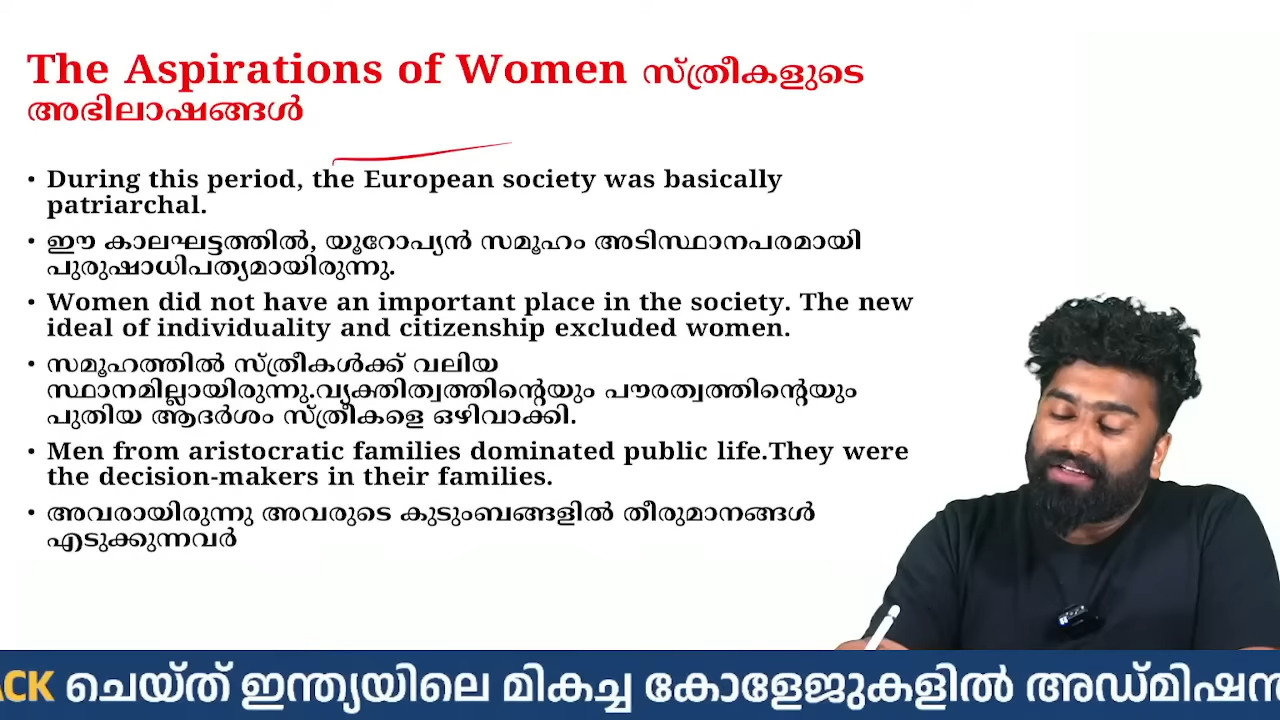 The Aspirations of Women സ്ത്രീകളുടെ
അഭിലാഷങ്ങൾ
• During this period, the European society was basically
patriarchal.
• ഈ കാലഘട്ടത്തിൽ, യൂറോപ്യൻ സമൂഹം അടിസ്ഥാനപരമായി
പുരുഷാധിപത്യമായിരുന്നു.
• Women did not have an important place in the society. The new
ideal of individuality and citizenship excluded women.
• സമൂഹത്തിൽ സ്ത്രീകൾക്ക് വലിയ
സ്ഥാനമില്ലായിരുന്നു.വ്യക്തിത്വത്തിന്റെയും പൗരത്വത്തിന്റെയും
പുതിയ ആദർശം സ്ത്രീകളെ ഒഴിവാക്കി.
• Men from aristocratic families dominated public life.They were
the decision-makers in their families.
• അവരായിരുന്നു അവരുടെ കുടുംബങ്ങളിൽ തീരുമാനങ്ങൾ
എടുക്കുന്നവർ
ചെയ്ത് ഇന്ത്യയിലെ മികച്ച കോളേജുകളിൽ